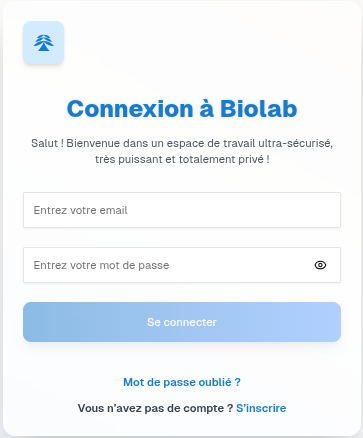 Connexion à Biolab
Salut ! Bienvenue dans un espace de travail ultra-sécurisé,
très puissant et totalement privé !
Entrez votre email
Entrez votre mot de passe
Se connecter
Mot de passe oublié ?
Vous n'avez pas de compte ? S'inscrire